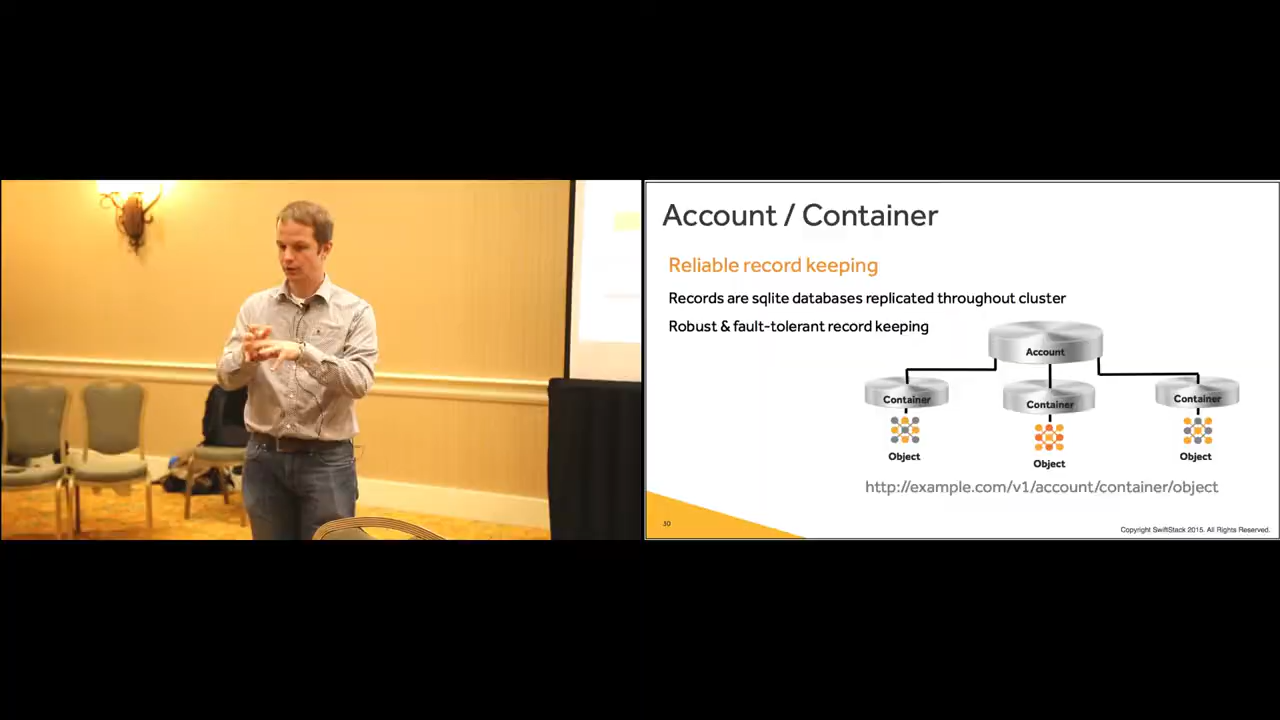 Account / Container
Reliable record keeping
Records are sqlite databases replicated throughout cluster
Robust & fault-tolerant record keeping
Account
Container
Container
Container
Object
Object
Object
http://example.com/v1/account/container/object
30
Copyright SwiftStack 2015. All Rights Reserved.